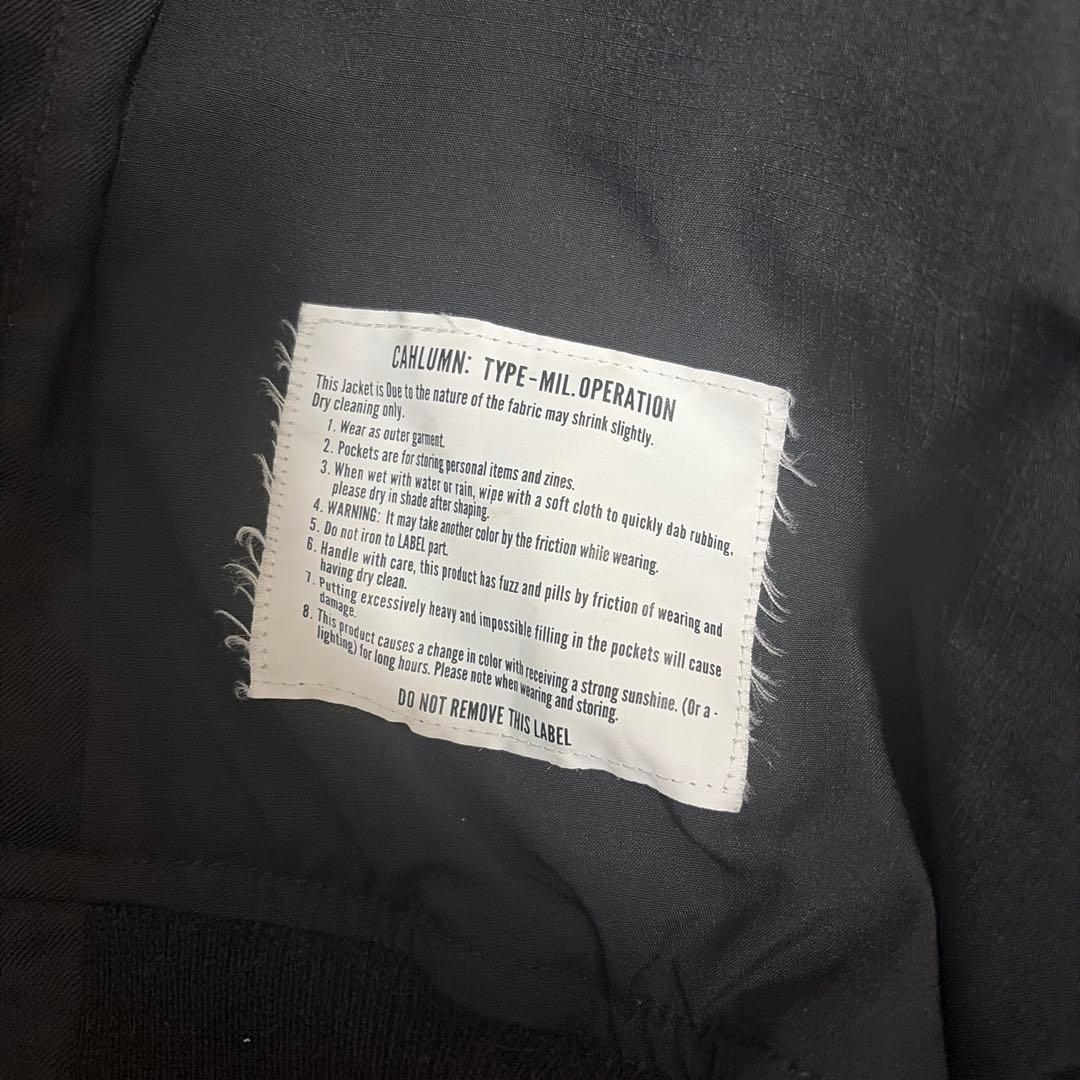 CAHLUMN: TYPE-MIL.OPERATION
This Jacket is Due to the nature of the fabric may shrink slightly.
Dry cleaning only.
1. Wear as outer garment.
2. Pockets are for storing personal items and zines.
3. When wet with water or rain, wipe with a soft cloth to quickly dab rubbing,
please dry in shade after shaping.
4. WARNING: It may take another color by the friction while wearing.
5. Do not iron to LABEL part.
6. Handle with care, this product has fuzz and pills by friction of wearing and
having dry clean.
7. Putting excessively heavy and impossible filling in the pockets will cause
damage.
8. This product causes a change in color with receiving a strong sunshine. (Or a -
lighting) for long hours. Please note when wearing and storing.
DO NOT REMOVE THIS LABEL